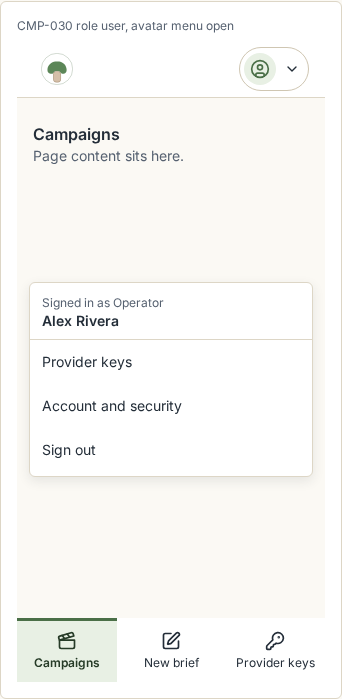 CMP-030 role user, avatar menu open
Campaigns
Page content sits here.
Signed in as Operator
Alex Rivera
Provider keys
Account and security
Sign out
Campaigns
New brief
Provider keys